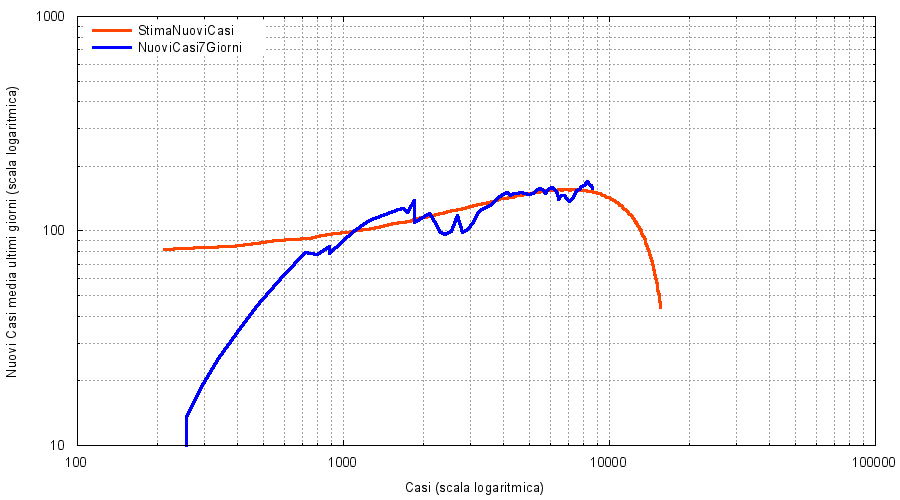 1000
StimaNuoviCasi
NuoviCasi7Giorni
Nuovi Casi media ultimi giorni (scala logaritmica)
100
10
100 1000 10000 100000
Casi (scala logaritmica)